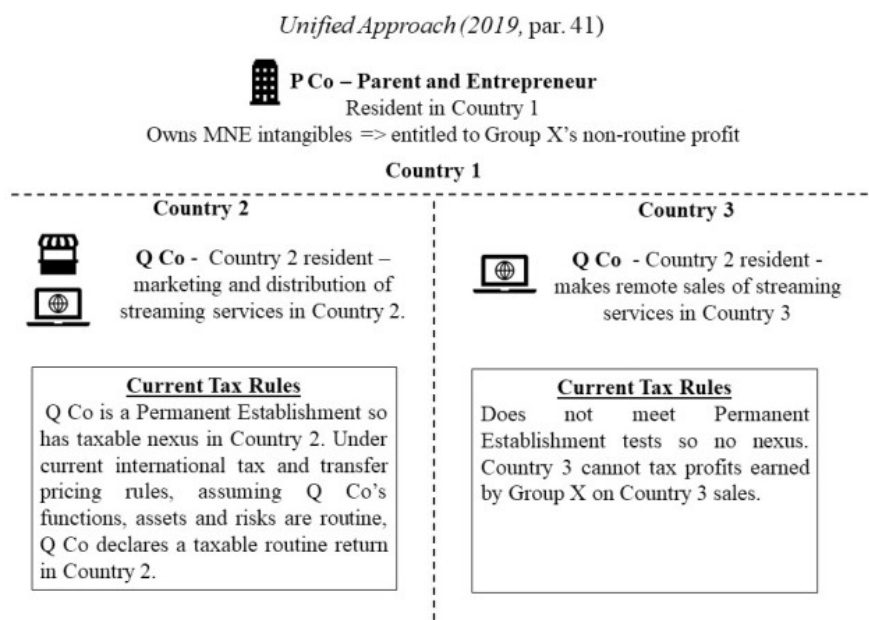 Unified Approach (2019, par. 41)
P Co – Parent and Entrepreneur
Resident in Country 1
Owns MNE intangibles => entitled to Group X's non-routine profit
Country 1
Country 2
Q Co - Country 2 resident –
marketing and distribution of
streaming services in Country 2.
Current Tax Rules
Q Co is a Permanent Establishment so
has taxable nexus in Country 2. Under
current international tax and transfer
pricing rules, assuming Q Co's
functions, assets and risks are routine,
Q Co declares a taxable routine return
in Country 2.
Country 3
Q Co - Country 2 resident -
makes remote sales of streaming
services in Country 3
Current Tax Rules
Does not meet Permanent
Establishment tests so no nexus.
Country 3 cannot tax profits earned
by Group X on Country 3 sales.